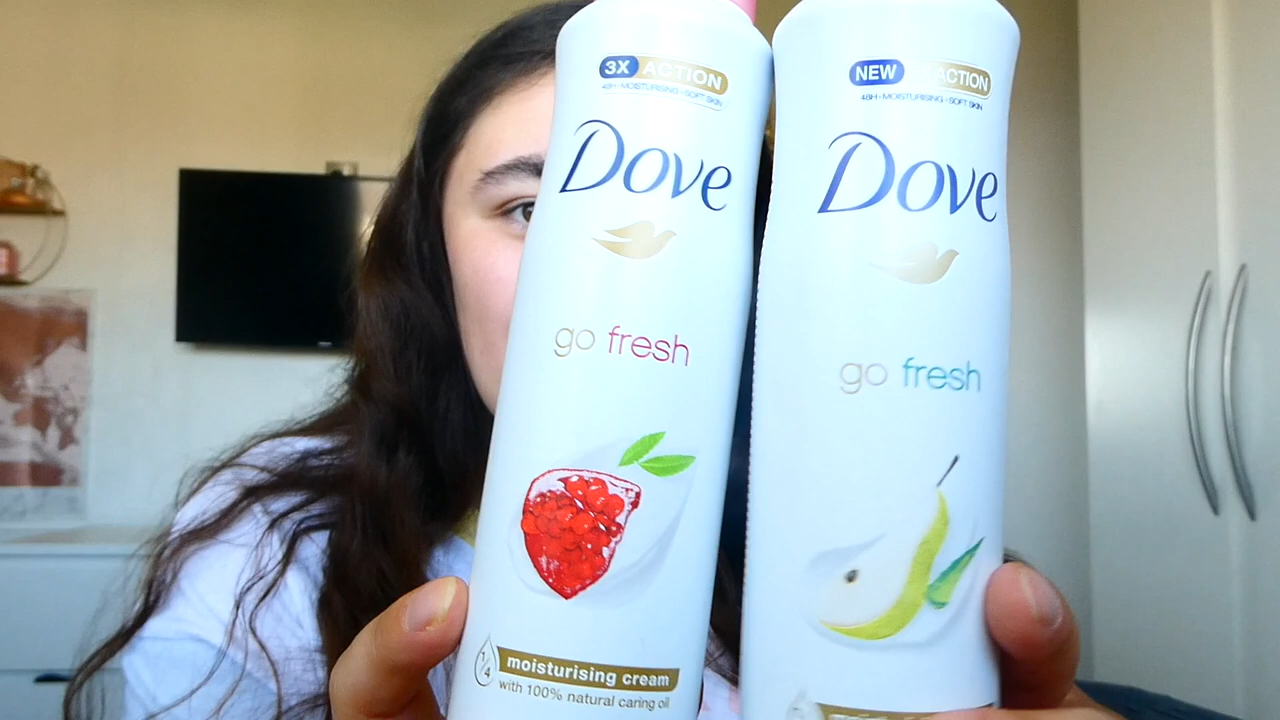 3X ACTION
48H • MOISTURISING • SOFT SKIN
Dove
go fresh
1/4
moisturising cream
with 100% natural caring oil
NEW ACTION
48H • MOISTURISING • SOFT SKIN
Dove
go fresh